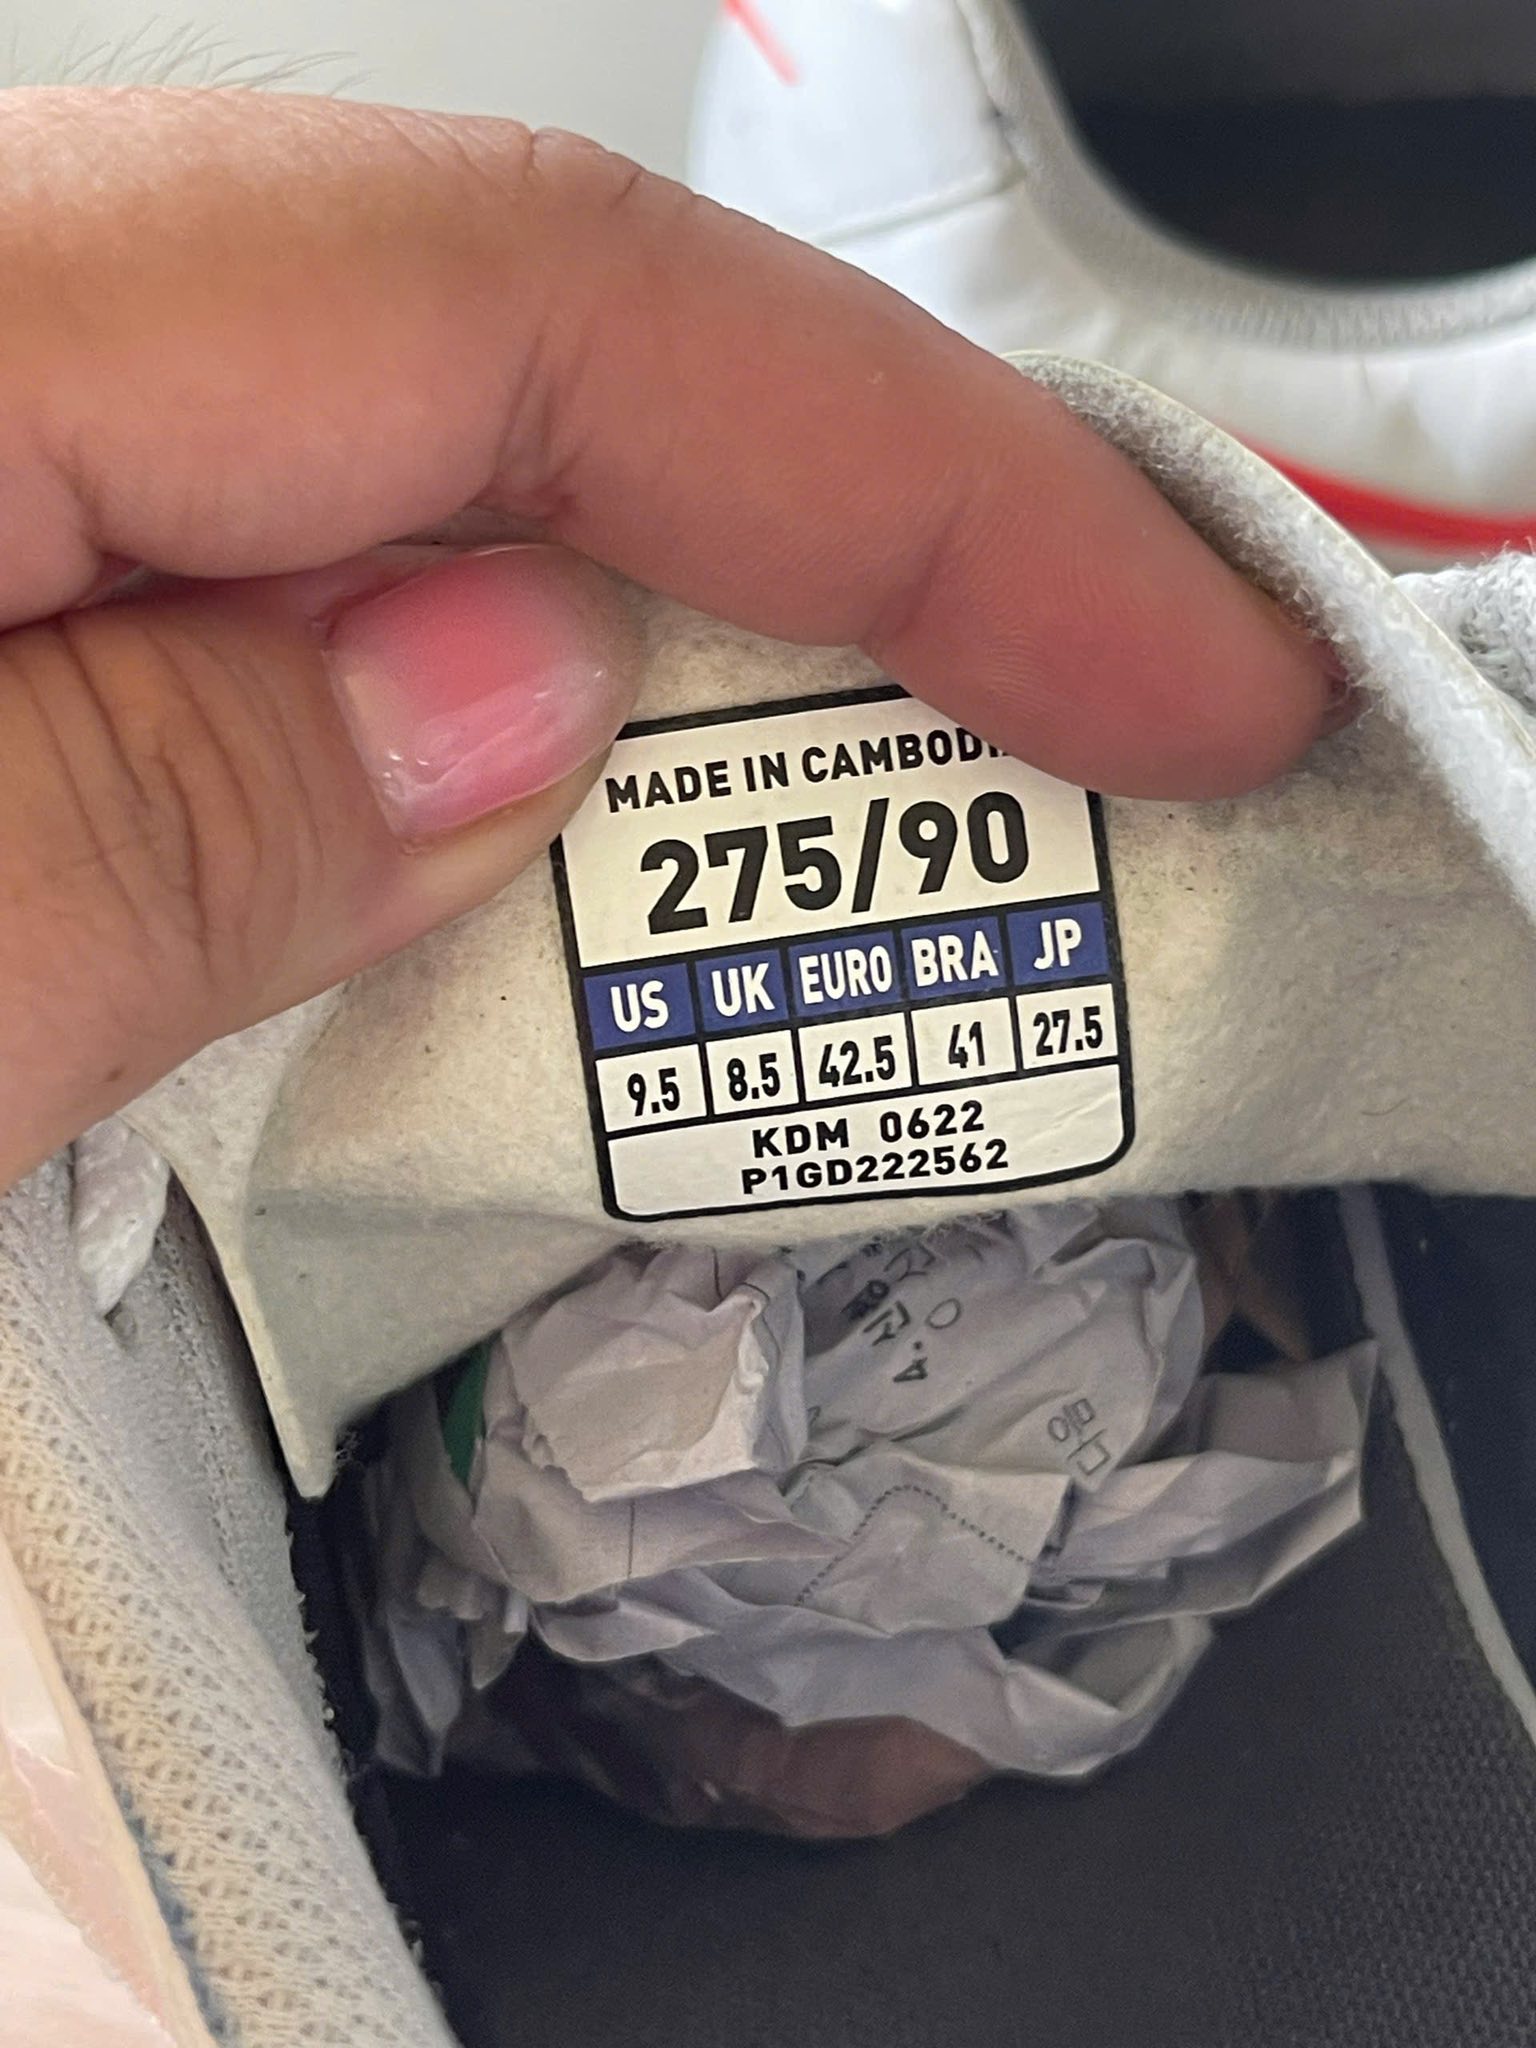 MADE IN CAMBODI
275/90
US UK EURO BRA JP
9.5 8.5 42.5 41 27.5
KDM 0622
P1GD222562